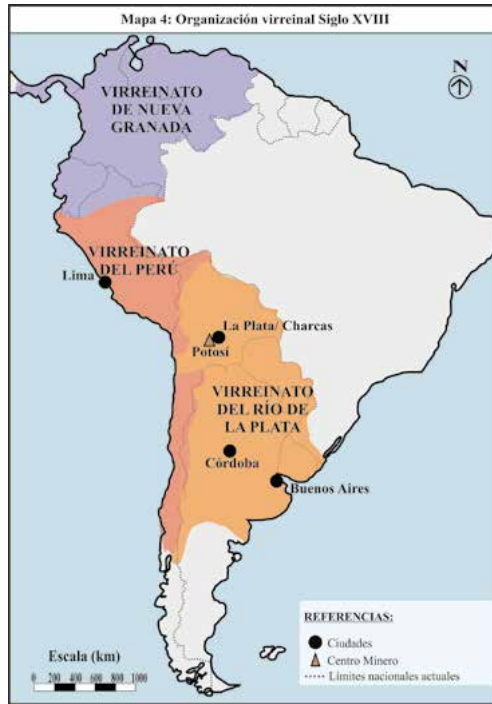 Mapa 4: Organización virreinal Siglo XVIII
N
VIRREINATO
DE NUEVA
GRANADA
VIRREINATO
DEL PERÚ
Lima
La Plata/ Charcas
Potosí
VIRREINATO
DEL RÍO DE
LA PLATA
Córdoba
Buenos Aires
REFERENCIAS:
Ciudades
Centro Minero
Límites nacionales actuales
Escala (km)
0 200 400 600 800 1000